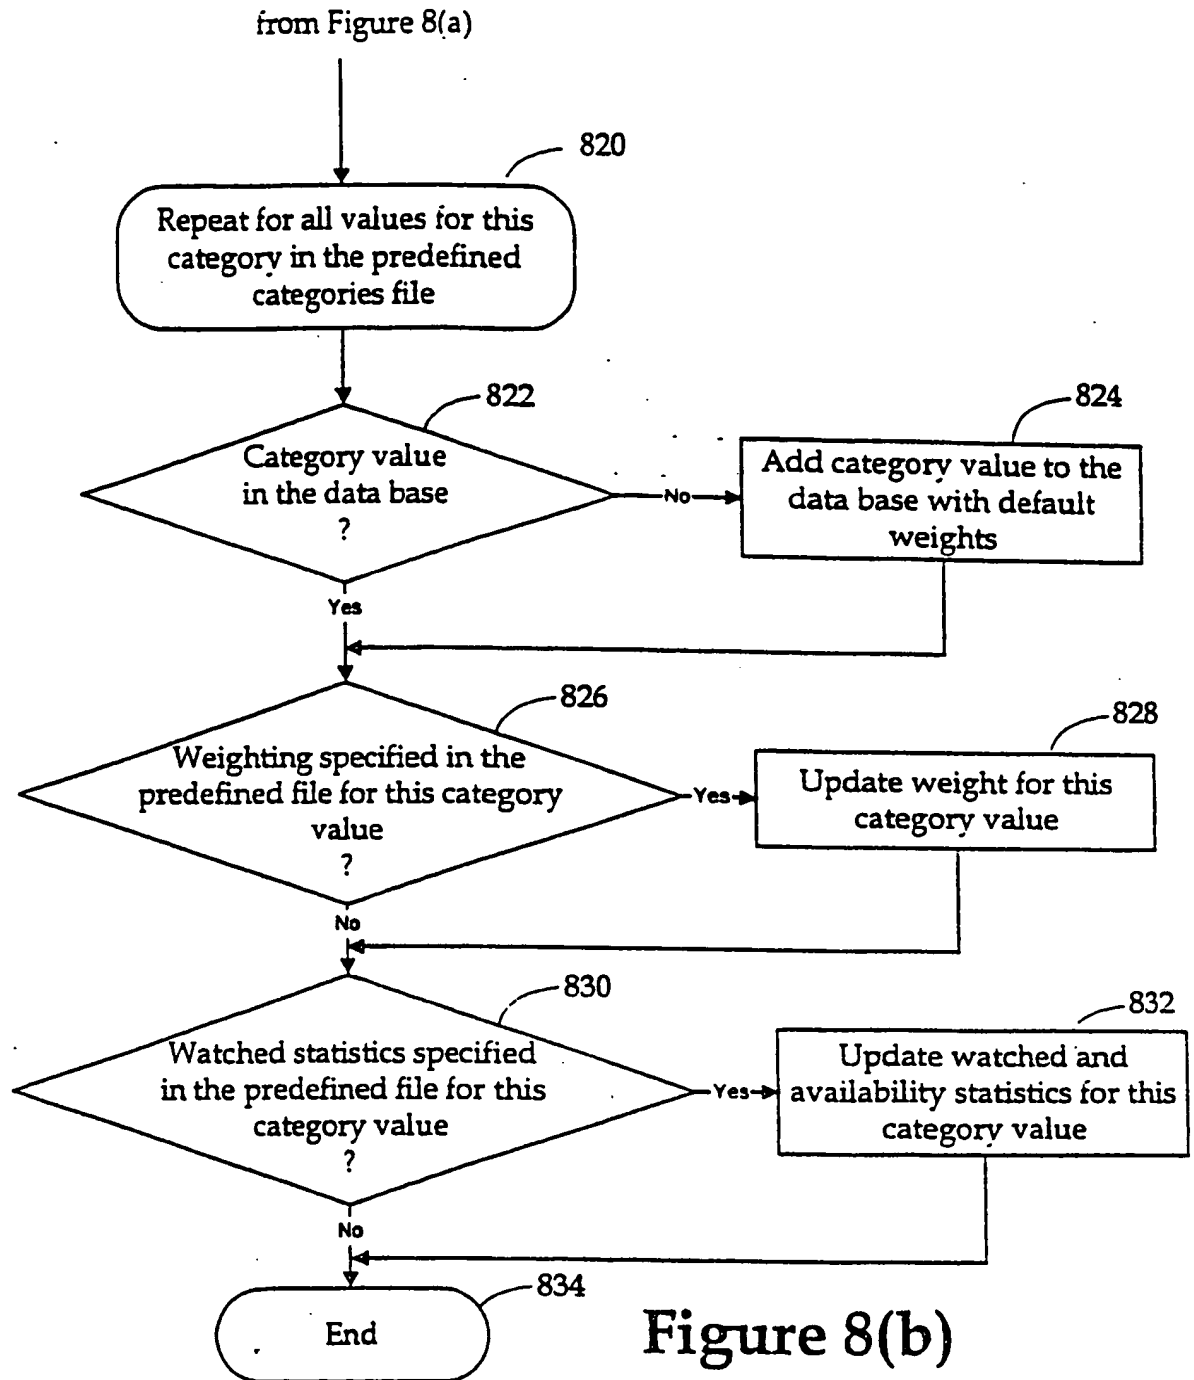 from Figure 8(a)
820
Repeat for all values for this
category in the predefined
categories file
822
Category value
in the data base
?
No
824
Add category value to the
data base with default
weights
Yes
826
Weighting specified in the
predefined file for this category
value
?
Yes
828
Update weight for this
category value
No
830
Watched statistics specified
in the predefined file for this
category value
?
Yes
832
Update watched and
availability statistics for this
category value
No
834
End
Figure 8(b)